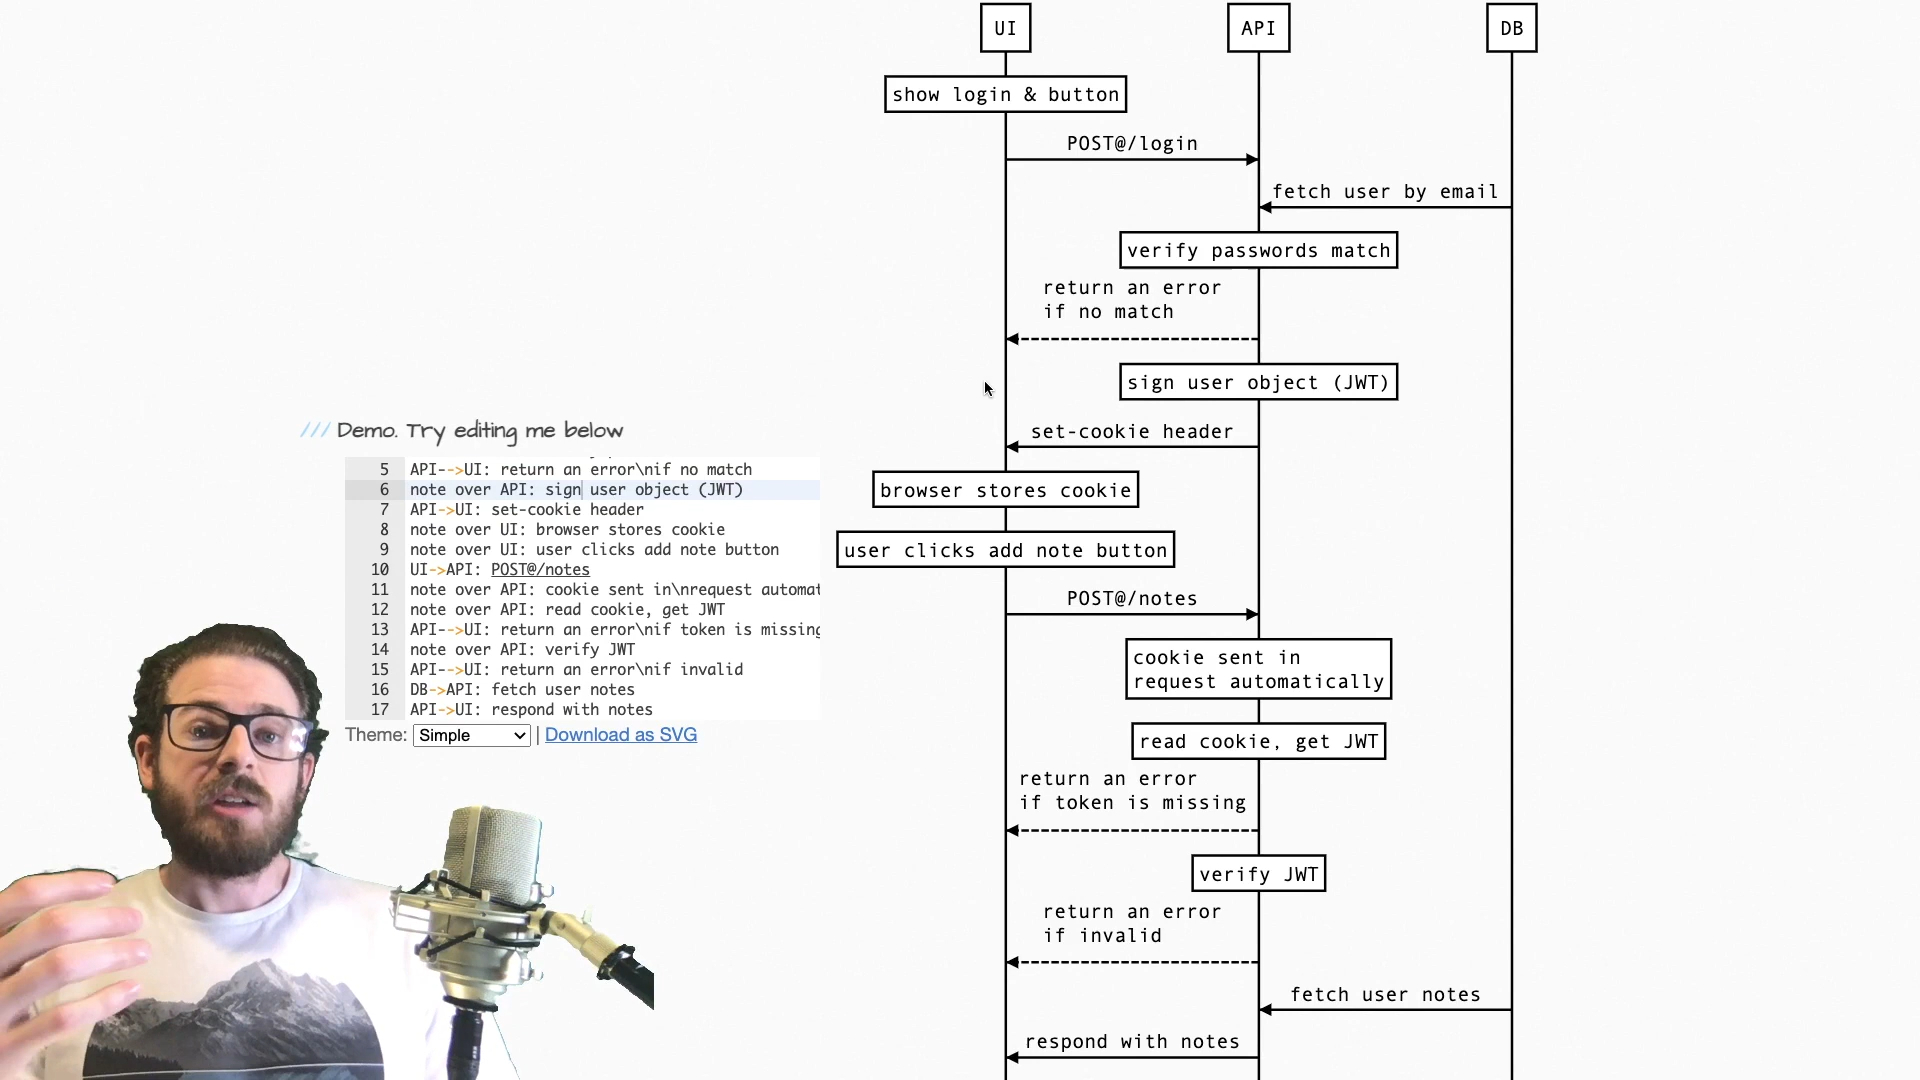 UI
API
DB
show login & button
POST@/login
fetch user by email
verify passwords match
return an error
if no match
sign user object (JWT)
set-cookie header
browser stores cookie
user clicks add note button
POST@/notes
cookie sent in
request automatically
read cookie, get JWT
return an error
if token is missing
verify JWT
return an error
if invalid
fetch user notes
respond with notes
/// Demo. Try editing me below
5 API-->UI: return an error\nif no match
6 note over API: sign user object (JWT)
7 API->UI: set-cookie header
8 note over UI: browser stores cookie
9 note over UI: user clicks add note button
10 UI->API: POST@/notes
11 note over API: cookie sent in\nrequest automat
12 note over API: read cookie, get JWT
13 API-->UI: return an error\nif token is missing
14 note over API: verify JWT
15 API-->UI: return an error\nif invalid
16 DB->API: fetch user notes
17 API->UI: respond with notes
Theme: Simple | Download as SVG